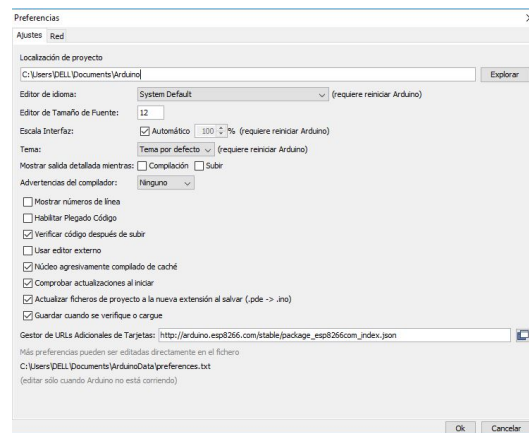 Preferencias
Ajustes Red
Localización de proyecto
C:\Users\DELL\Documents\Arduino Explorar
Editor de idioma: System Default (requiere reiniciar Arduino)
Editor de Tamaño de Fuente: 12
Escala Interfaz: Automático 100 % (requiere reiniciar Arduino)
Tema: Tema por defecto (requiere reiniciar Arduino)
Mostrar salida detallada mientras: Compilación Subir
Advertencias del compilador: Ninguno
Mostrar números de línea
Habilitar Plegado Código
Verificar código después de subir
Usar editor externo
Núcleo agresivamente compilado de caché
Comprobar actualizaciones al iniciar
Actualizar ficheros de proyecto a la nueva extensión al salvar (.pde -> .ino)
Guardar cuando se verifique o cargue
Gestor de URLs Adicionales de Tarjetas: http://arduino.esp8266.com/stable/package_esp8266com_index.json
Más preferencias pueden ser editadas directamente en el fichero
C:\Users\DELL\Documents\ArduinoData\preferences.txt
(editar sólo cuando Arduino no está corriendo)
Ok Cancelar